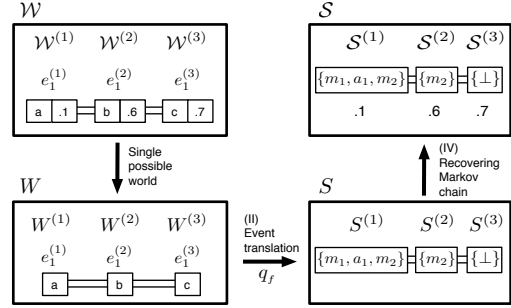 𝒲
𝒲^(1) 𝒲^(2) 𝒲^(3)
e_1^(1) e_1^(2) e_1^(3)
a .1 b .6 c .7
Single
possible
world
W
W^(1) W^(2) W^(3)
e_1^(1) e_1^(2) e_1^(3)
a b c
(II)
Event
translation
q_f
𝒮
𝒮^(1) 𝒮^(2) 𝒮^(3)
{m_1, a_1, m_2} {m_2} {⊥}
.1 .6 .7
(IV)
Recovering
Markov
chain
S
S^(1) S^(2) S^(3)
{m_1, a_1, m_2} {m_2} {⊥}